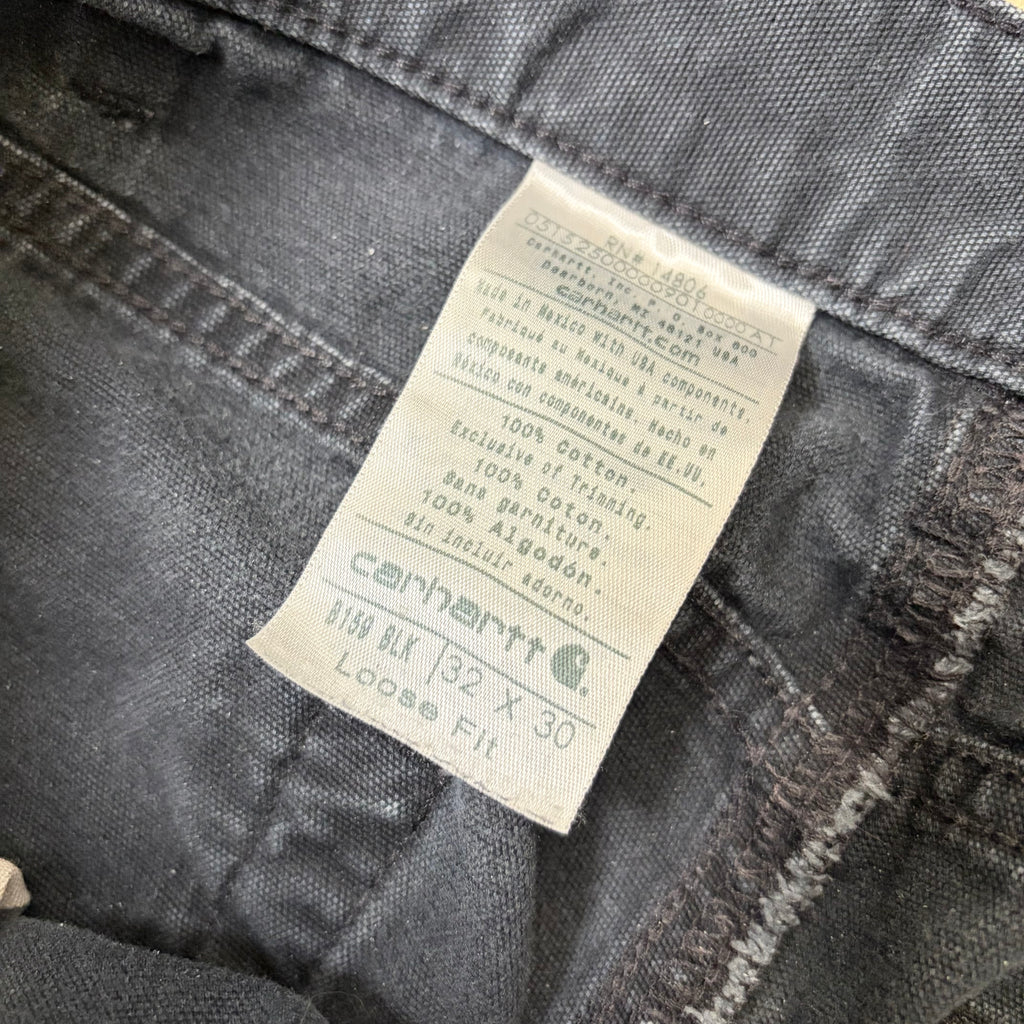 RN# 14806
Carhartt, Inc. P.O. Box 600
Dearborn, MI 48121 USA
carhartt.com
Made in Mexico With USA components.
Fabriqué au Mexique à partir de
composante américaine. Hecho en
México con componentes de EE.UU.
100% Cotton.
Exclusive of Trimming.
100% Coton.
Sans garniture.
100% Algodón.
Sin incluir adorno.
carhartt
B159 BLK 32 X 30
Loose Fit